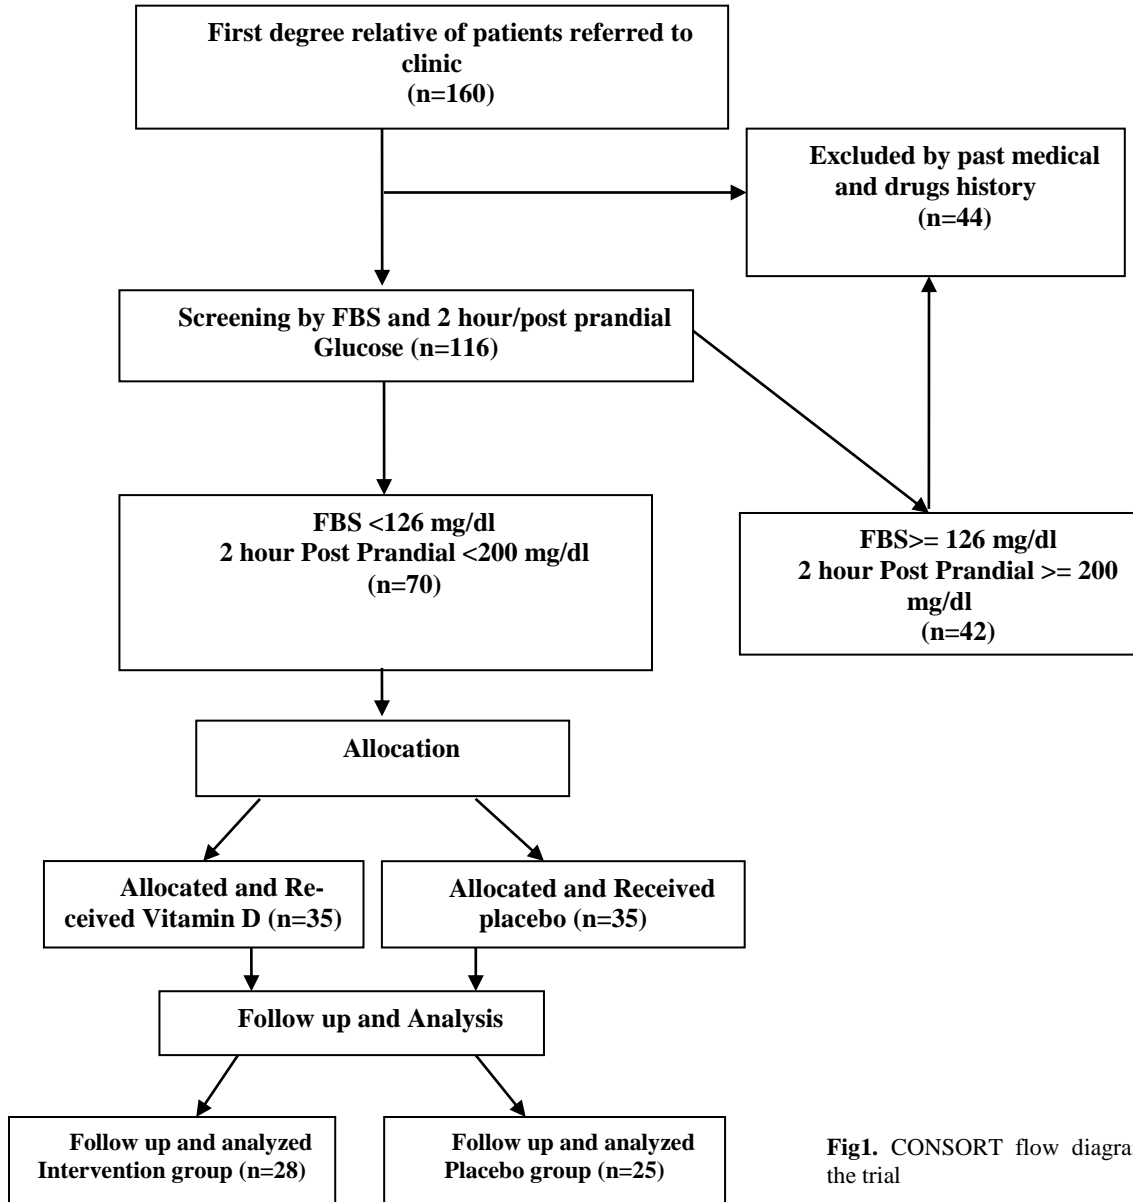 First degree relative of patients referred to
clinic
(n=160)
Excluded by past medical
and drugs history
(n=44)
Screening by FBS and 2 hour/post prandial
Glucose (n=116)
FBS <126 mg/dl
2 hour Post Prandial <200 mg/dl
(n=70)
FBS>= 126 mg/dl
2 hour Post Prandial >= 200
mg/dl
(n=42)
Allocation
Allocated and Re-
ceived Vitamin D (n=35)
Allocated and Received
placebo (n=35)
Follow up and Analysis
Follow up and analyzed
Intervention group (n=28)
Follow up and analyzed
Placebo group (n=25)
Fig1. CONSORT flow
the trial